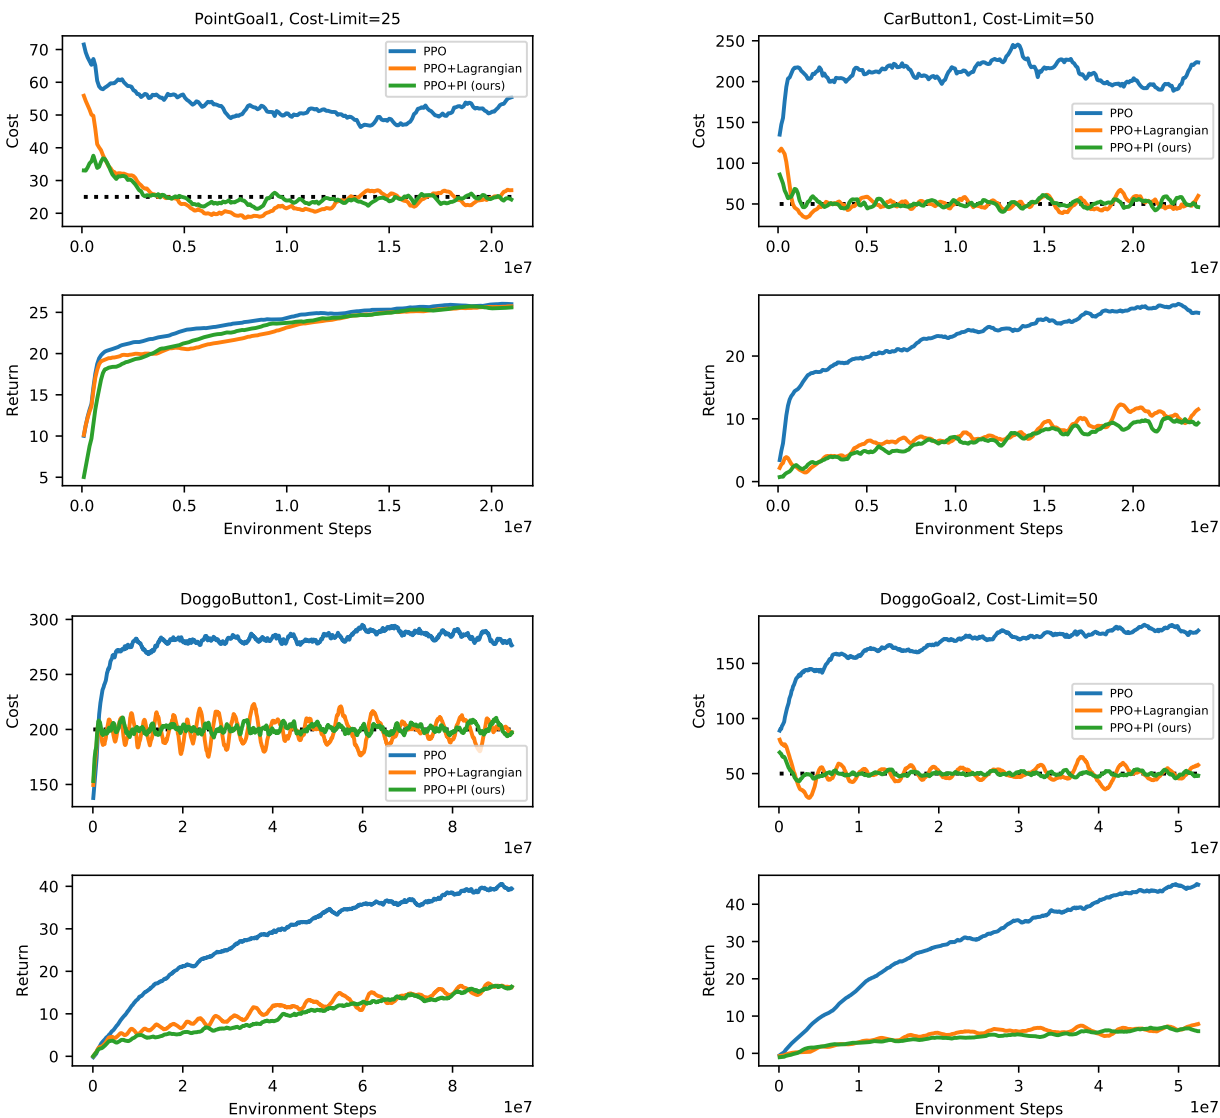 PointGoal1, Cost-Limit=25
70
60
50
40
30
20
Cost
PPO
PPO+Lagrangian
PPO+PI (ours)
0.0 0.5 1.0 1.5 2.0
1e7
25
20
15
10
5
Return
0.0 0.5 1.0 1.5 2.0
Environment Steps 1e7
CarButton1, Cost-Limit=50
250
200
150
100
50
Cost
PPO
PPO+Lagrangian
PPO+PI (ours)
0.0 0.5 1.0 1.5 2.0
1e7
20
10
0
Return
0.0 0.5 1.0 1.5 2.0
Environment Steps 1e7
DoggoButton1, Cost-Limit=200
300
250
200
150
Cost
PPO
PPO+Lagrangian
PPO+PI (ours)
0 2 4 6 8
1e7
40
30
20
10
0
Return
0 2 4 6 8
Environment Steps 1e7
DoggoGoal2, Cost-Limit=50
150
100
50
Cost
PPO
PPO+Lagrangian
PPO+PI (ours)
0 1 2 3 4 5
1e7
40
30
20
10
0
Return
0 1 2 3 4 5
Environment Steps 1e7